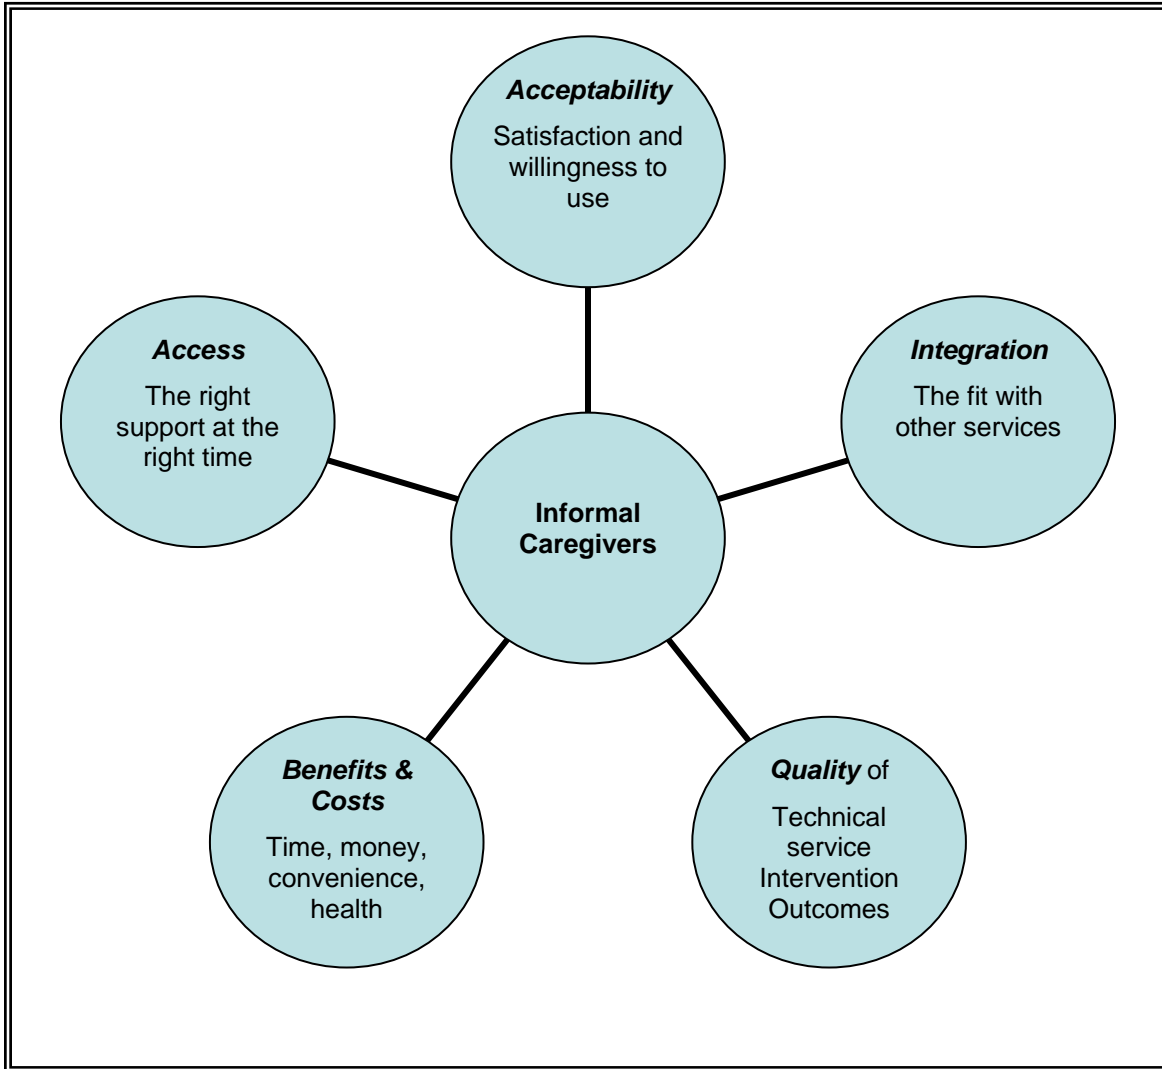 Acceptability
Satisfaction and
willingness to
use
Access
The right
support at the
right time
Integration
The fit with
other services
Informal
Caregivers
Benefits &
Costs
Time, money,
convenience,
health
Quality of
Technical
service
Intervention
Outcomes